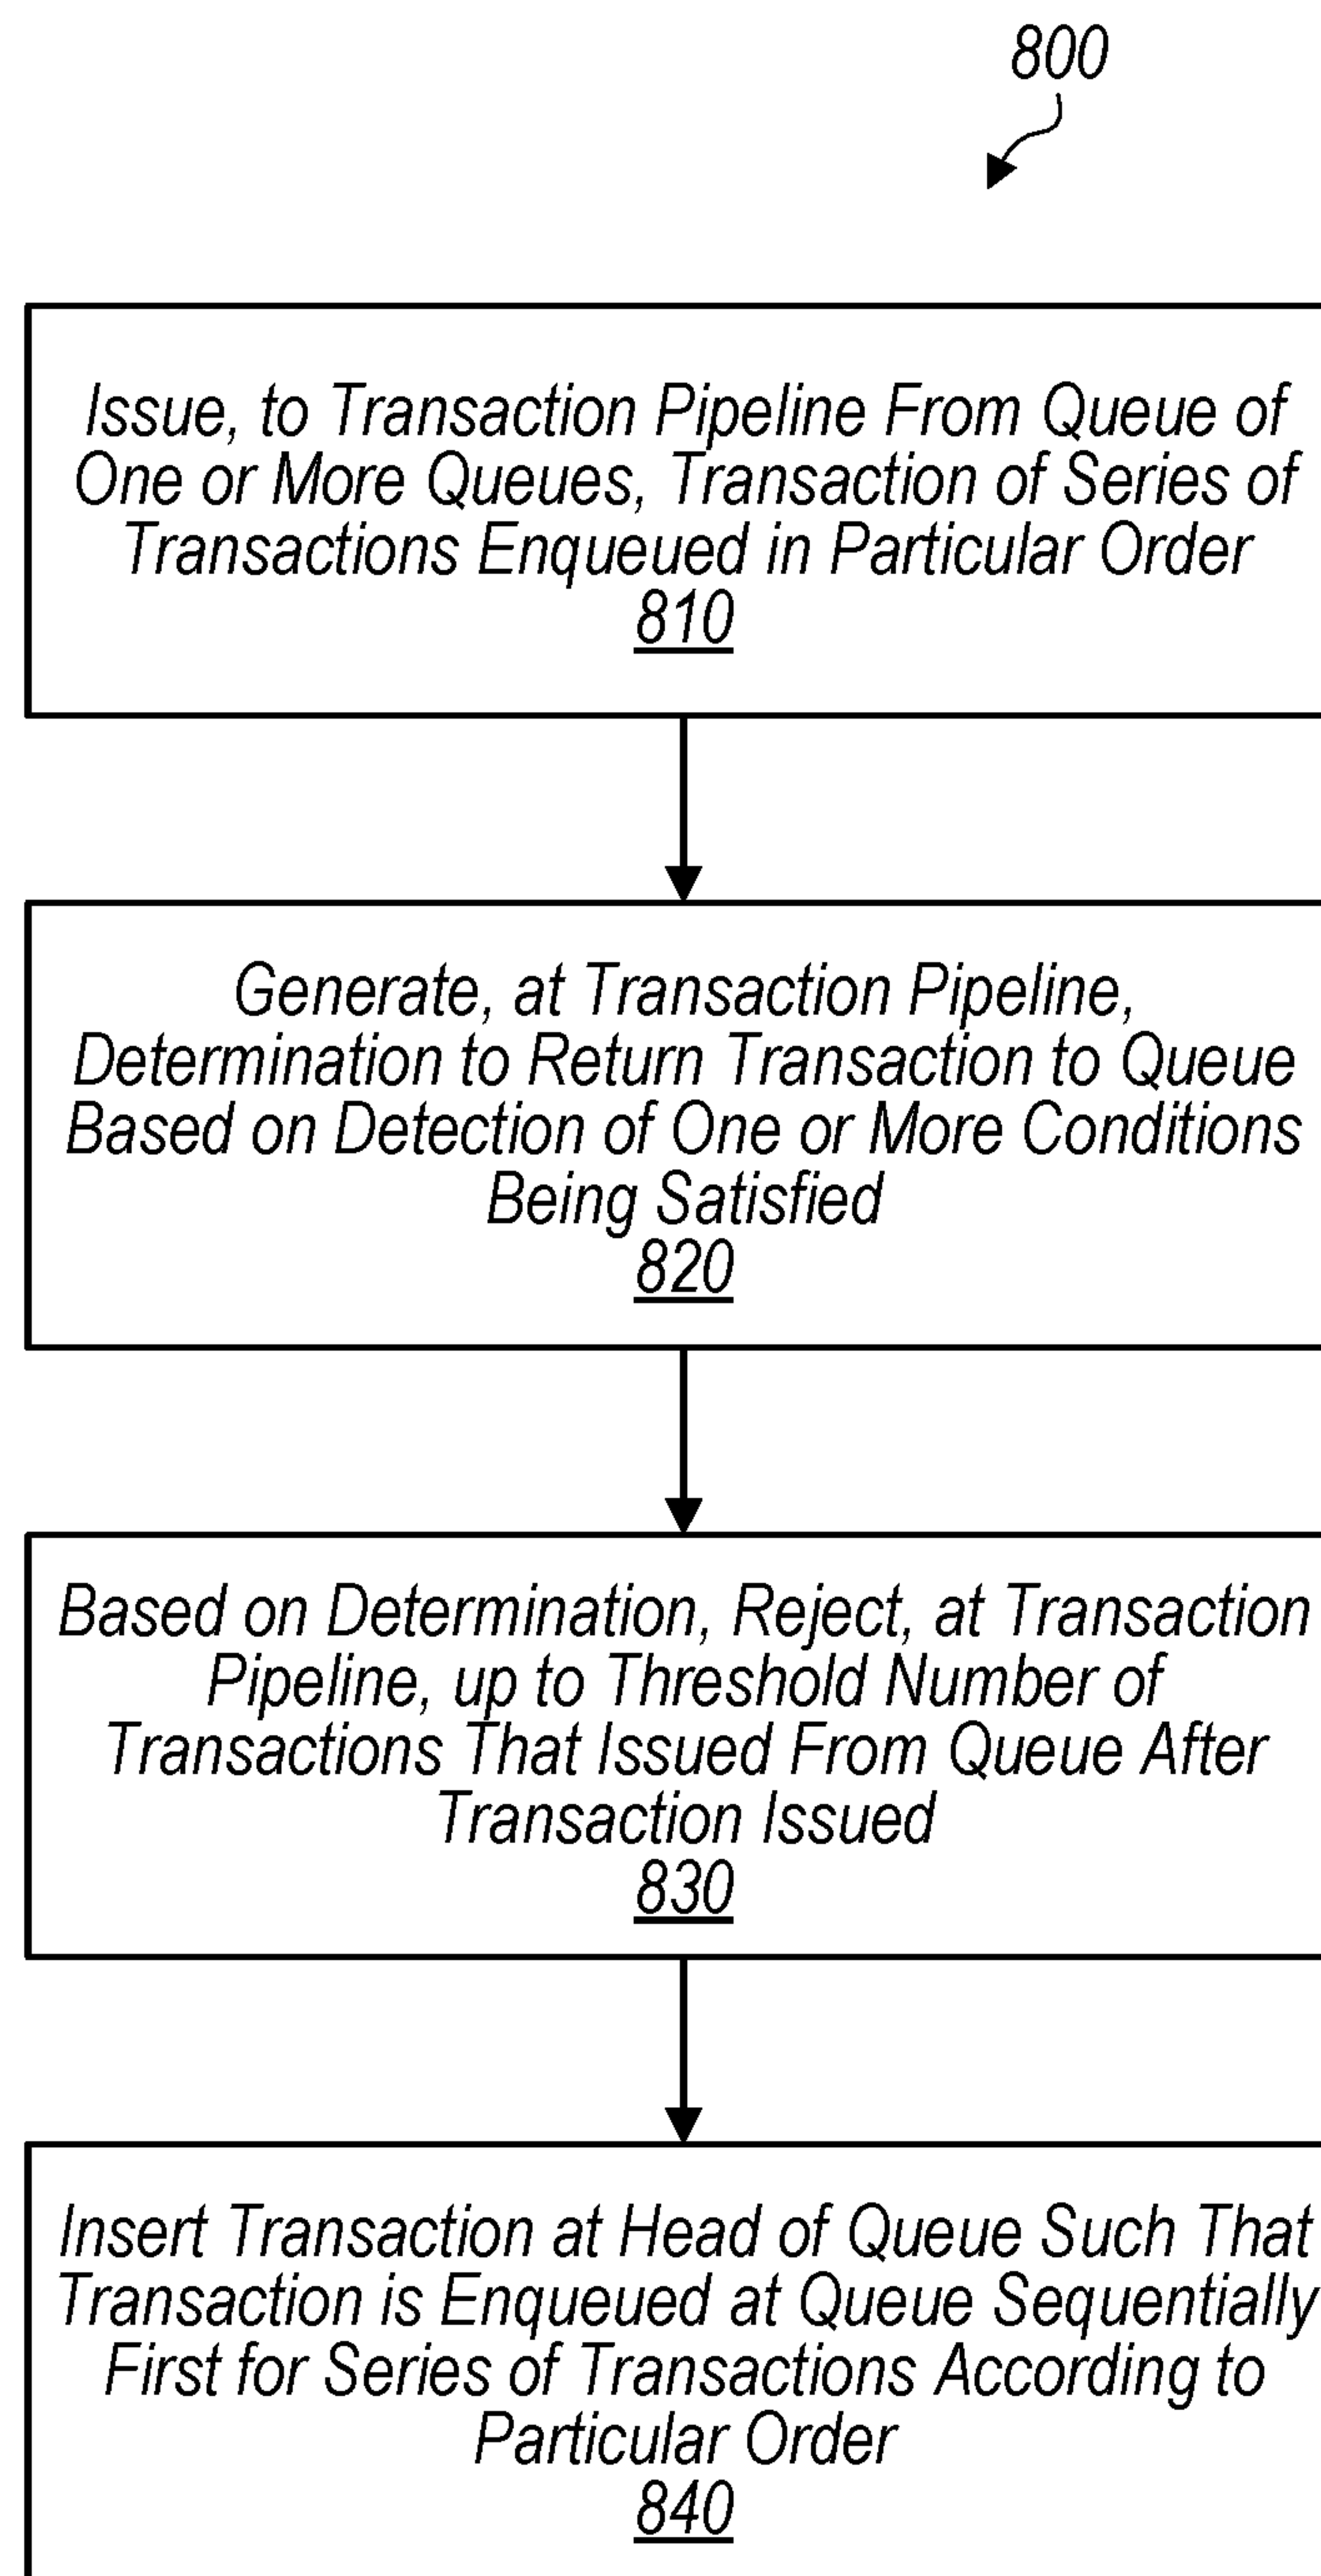 800
Issue, to Transaction Pipeline From Queue of
One or More Queues, Transaction of Series of
Transactions Enqueued in Particular Order
810
Generate, at Transaction Pipeline,
Determination to Return Transaction to Queue
Based on Detection of One or More Conditions
Being Satisfied
820
Based on Determination, Reject, at Transaction
Pipeline, up to Threshold Number of
Transactions That Issued From Queue After
Transaction Issued
830
Insert Transaction at Head of Queue Such That
Transaction is Enqueued at Queue Sequentially
First for Series of Transactions According to
Particular Order
840